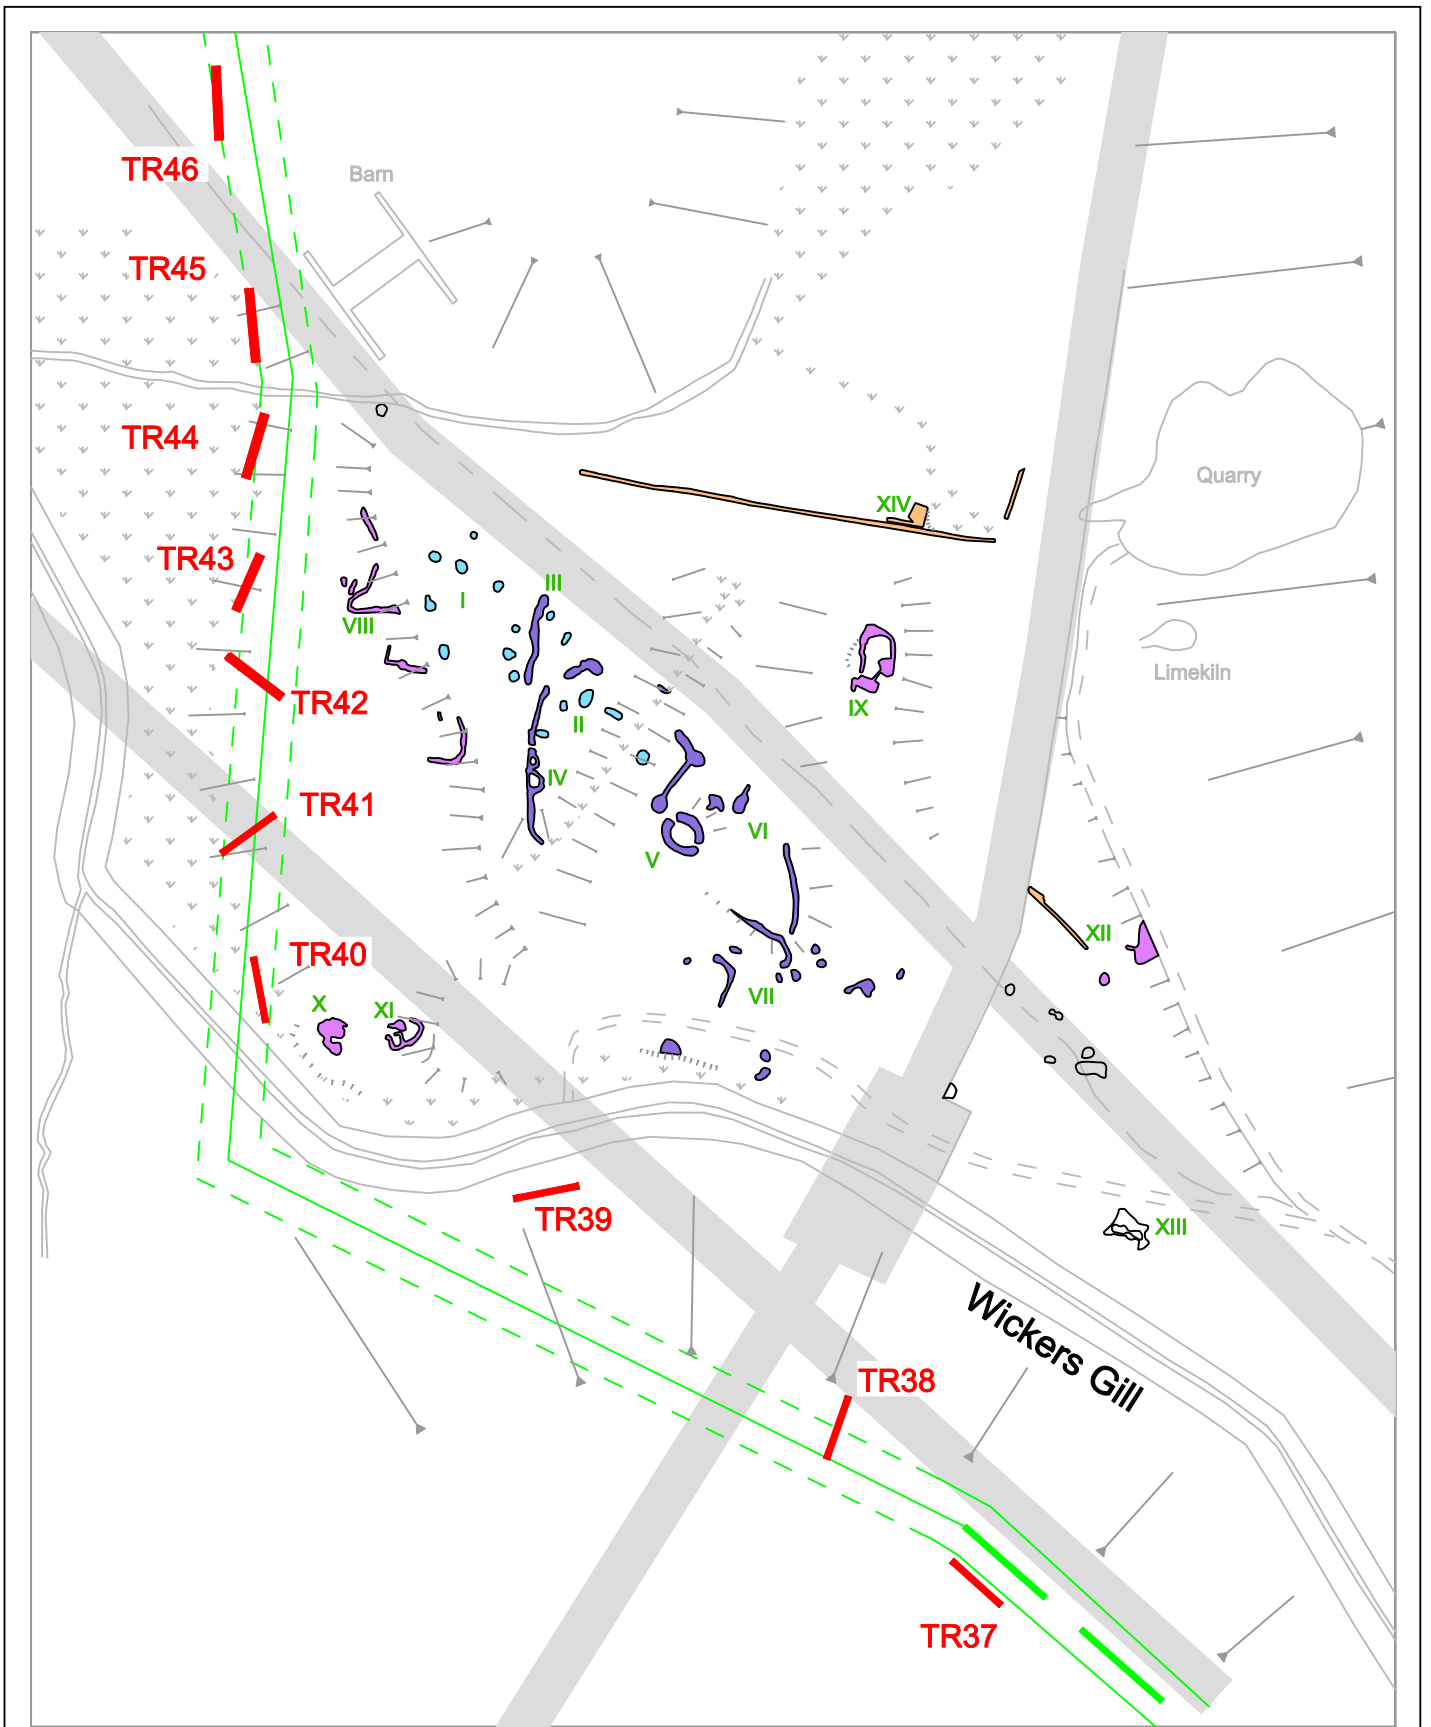 TR46
Barn
TR45
TR44
Quarry
XIV
TR43
III
I
VIII
Limekiln
TR42
IX
II
IV
TR41
VI
V
XII
TR40
VII
X
XI
TR39
XIII
Wickers Gill
TR38
TR37